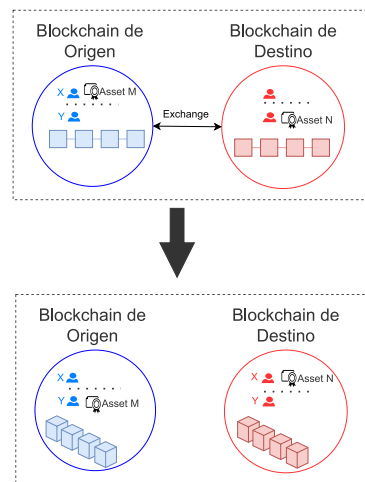 Blockchain de
Origen
Blockchain de
Destino
X
Asset M
Y
Exchange
Asset N
Blockchain de
Origen
Blockchain de
Destino
X
Y
Asset M
X
Asset N
Y